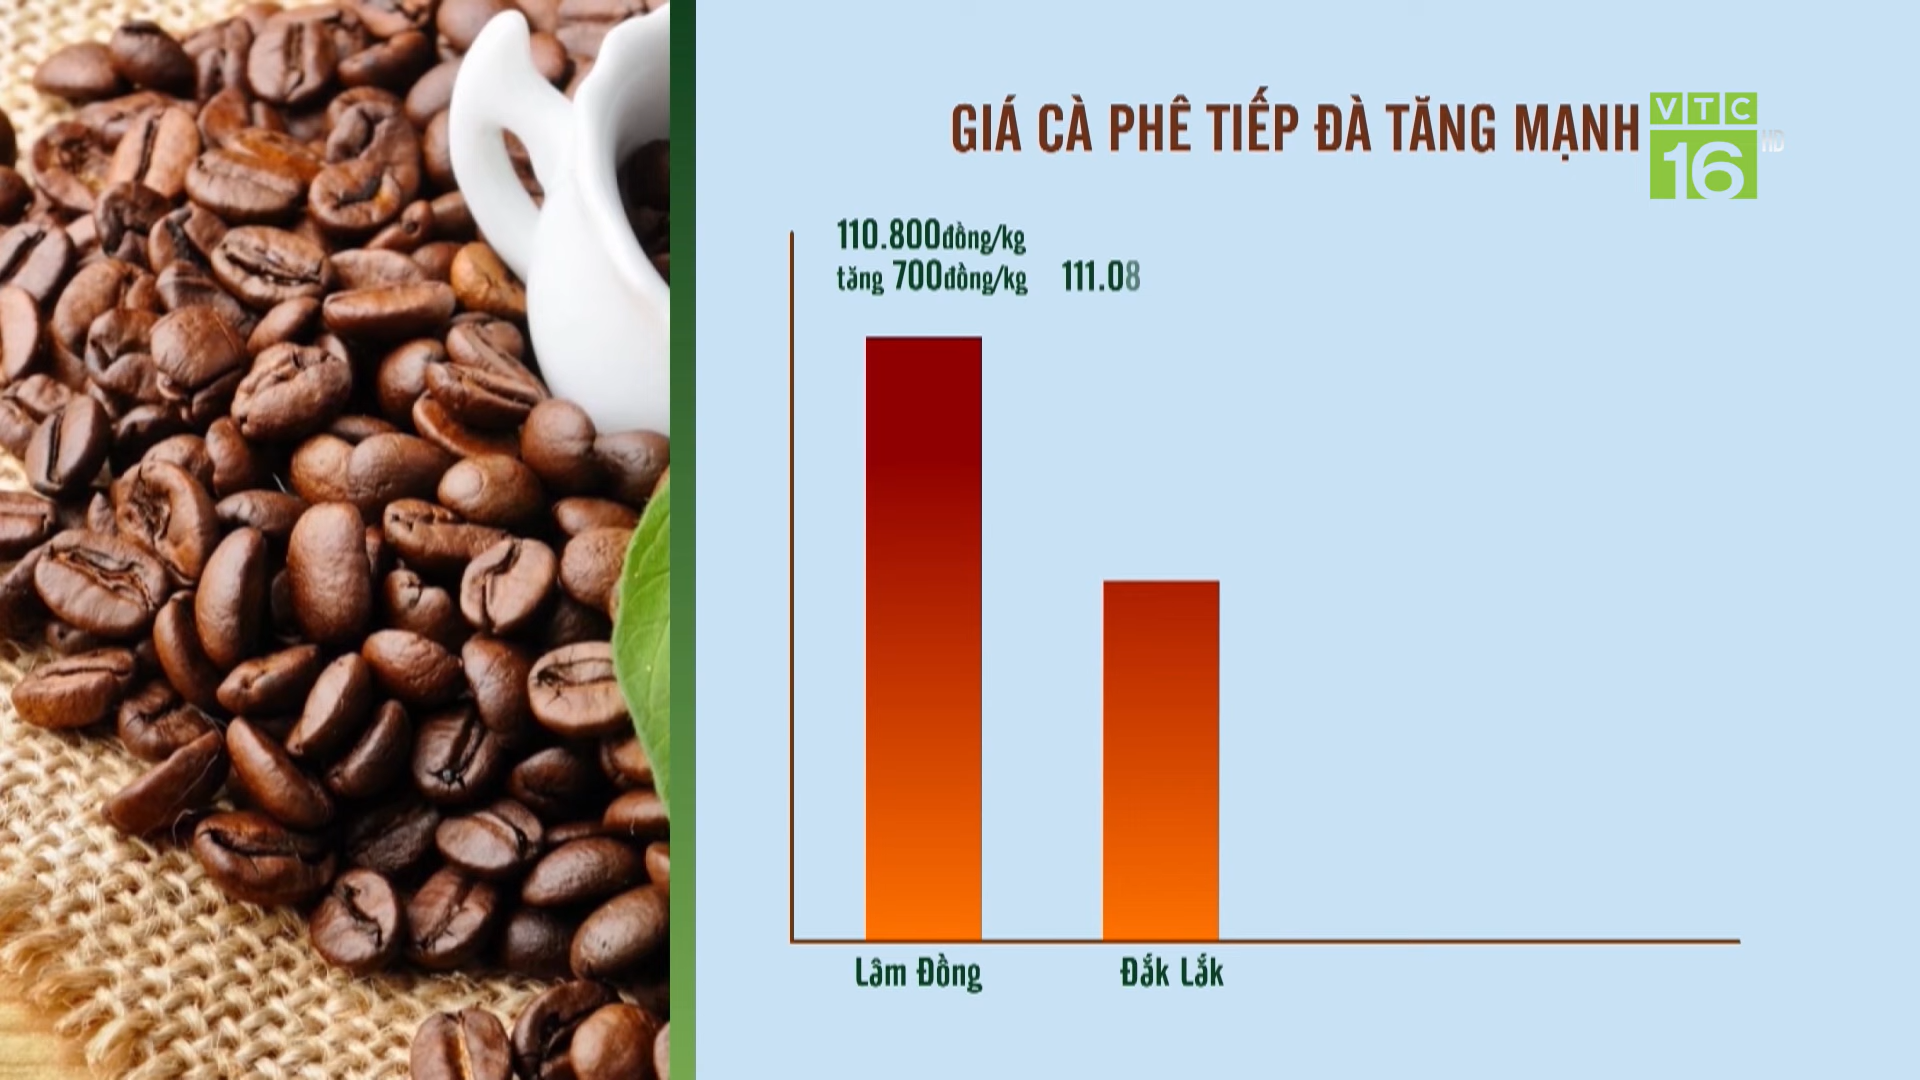 GIÁ CÀ PHÊ TIẾP ĐÀ TĂNG MẠNH
VTC
16
HD
110.800đồng/kg
tăng 700đồng/kg
111.08
Lâm Đồng
Đắk Lắk